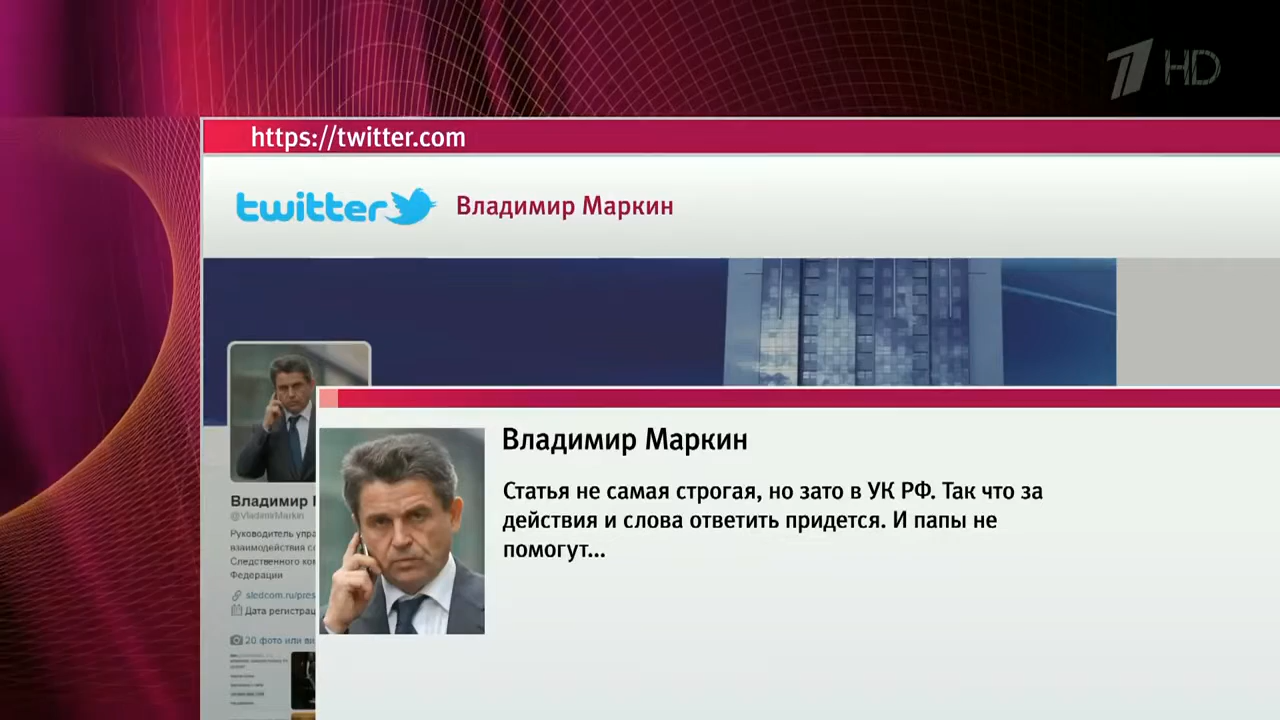 1 HD
https://twitter.com
twitter Владимир Маркин
Владимир Маркин
Статья не самая строгая, но зато в УК РФ. Так что за
действия и слова ответить придется. И папы не
помогут...
Владимир
@VladimirMarkin
Руководитель упра
взаимодействия с
Следственного ко
Федерации
sledcom.ru/pres
Дата регистрац
20 фото или ви